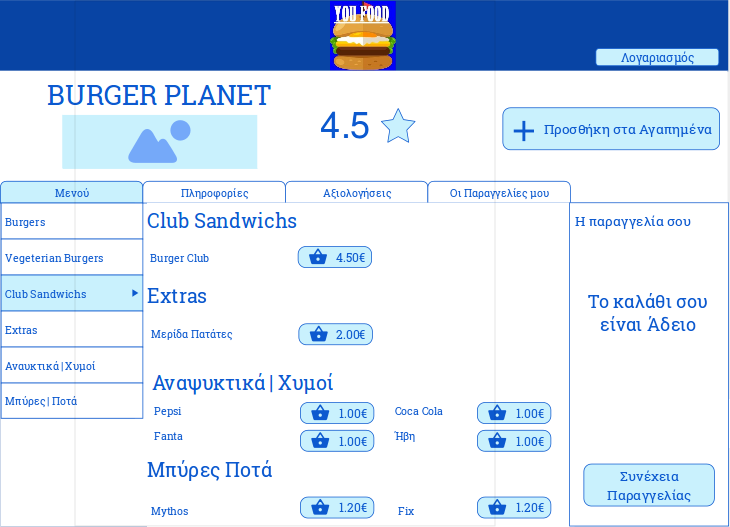 YOU FOOD
Λογαριασμός
BURGER PLANET
4.5
Προσθήκη στα Αγαπημένα
Μενού
Πληροφορίες
Αξιολογήσεις
Οι Παραγγελίες μου
Burgers
Vegeterian Burgers
Club Sandwichs
Extras
Αναυκτικά | Χυμοί
Μπύρες | Ποτά
Club Sandwichs
Burger Club 4.50€
Extras
Μερίδα Πατάτες 2.00€
Αναψυκτικά | Χυμοί
Pepsi 1.00€ Coca Cola 1.00€
Fanta 1.00€ Ήβη 1.00€
Μπύρες Ποτά
Mythos 1.20€ Fix 1.20€
Η παραγγελία σου
Το καλάθι σου
είναι Άδειο
Συνέχεια
Παραγγελίας